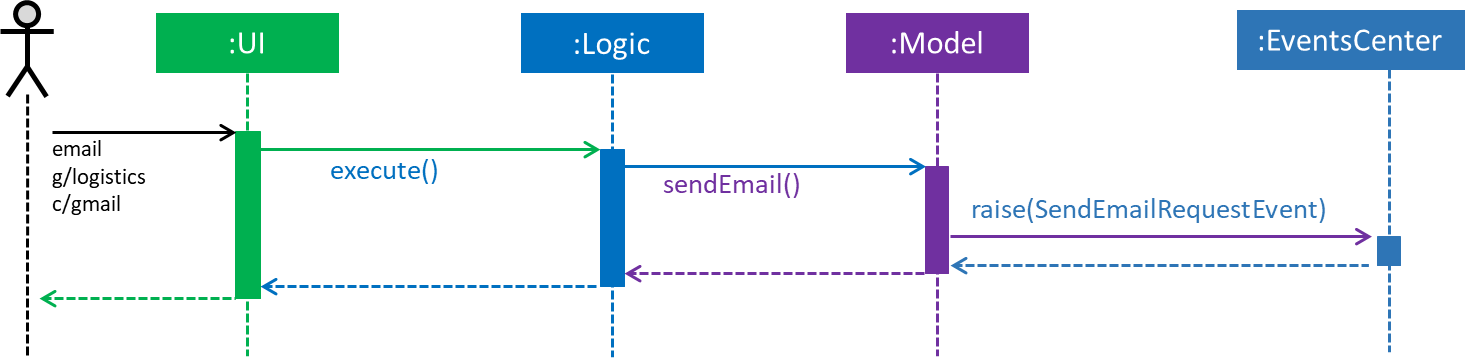 :UI
:Logic
:Model
:EventsCenter
email
g/logistics
c/gmail
execute()
sendEmail()
raise(SendEmailRequestEvent)